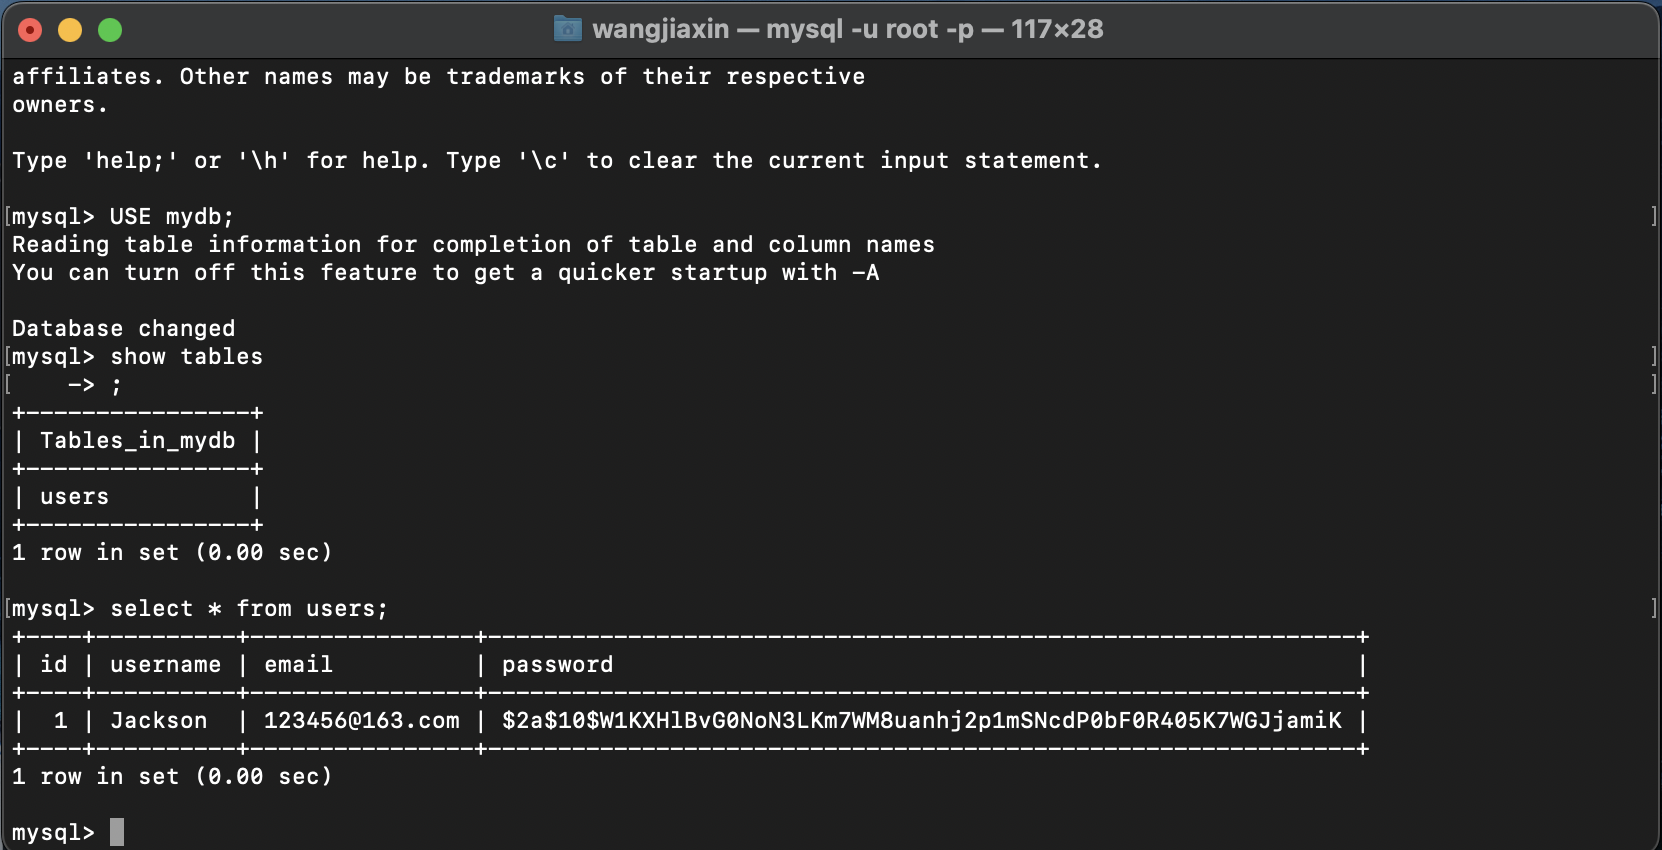 wangjiaxin — mysql -u root -p — 117×28
affiliates. Other names may be trademarks of their respective
owners.
Type 'help;' or '\h' for help. Type '\c' to clear the current input statement.
[mysql> USE mydb; ]
Reading table information for completion of table and column names
You can turn off this feature to get a quicker startup with -A
Database changed
[mysql> show tables ]
[    -> ; ]
+----------------+
| Tables_in_mydb |
+----------------+
| users          |
+----------------+
1 row in set (0.00 sec)
[mysql> select * from users; ]
+----+----------+----------------+--------------------------------------------------------------+
| id | username | email          | password                                                     |
+----+----------+----------------+--------------------------------------------------------------+
|  1 | Jackson  | 123456@163.com | $2a$10$W1KXHlBvG0NoN3LKm7WM8uanhj2p1mSNcdP0bF0R405K7WGJjamiK |
+----+----------+----------------+--------------------------------------------------------------+
1 row in set (0.00 sec)
mysql>